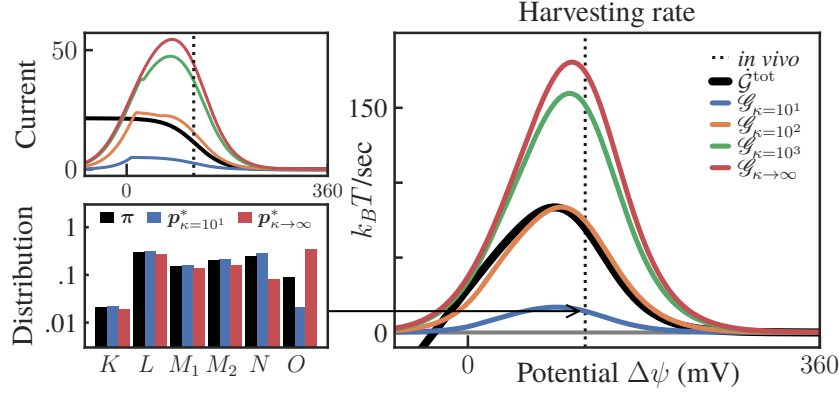 Harvesting rate
50
Current
0
0
360
in vivo
𝒢̇ᵗᵒᵗ
𝒢κ=10¹
𝒢κ=10²
𝒢κ=10³
𝒢κ→∞
150
k_BT/sec
0
0
360
Potential Δψ (mV)
π p*κ=10¹ p*κ→∞
1
.1
.01
Distribution
K L M₁ M₂ N O